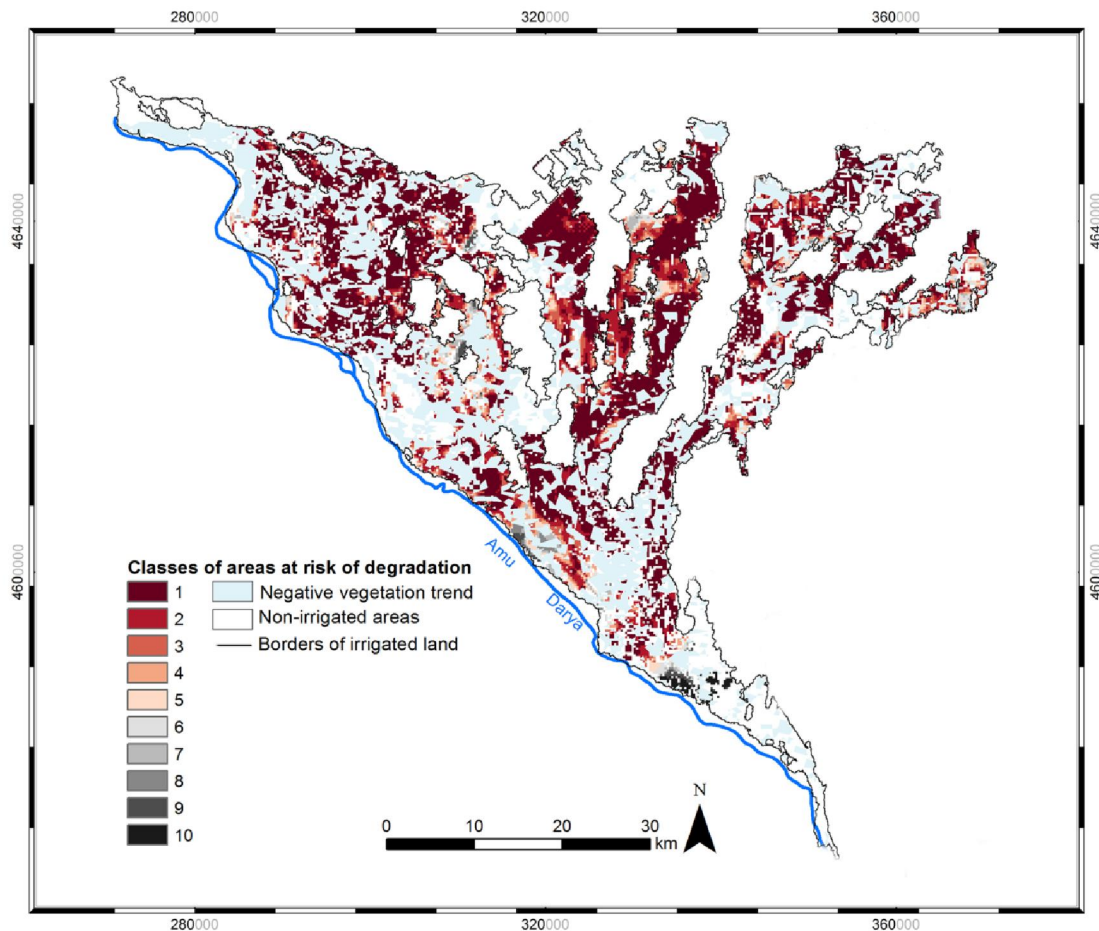 280000 320000 360000
4640000 4640000
4600000 4600000
Amu Darya
Classes of areas at risk of degradation
1 Negative vegetation trend
2 Non-irrigated areas
3 Borders of irrigated land
4
5
6
7
8
9
10
N
0 10 20 30
km
280000 320000 360000